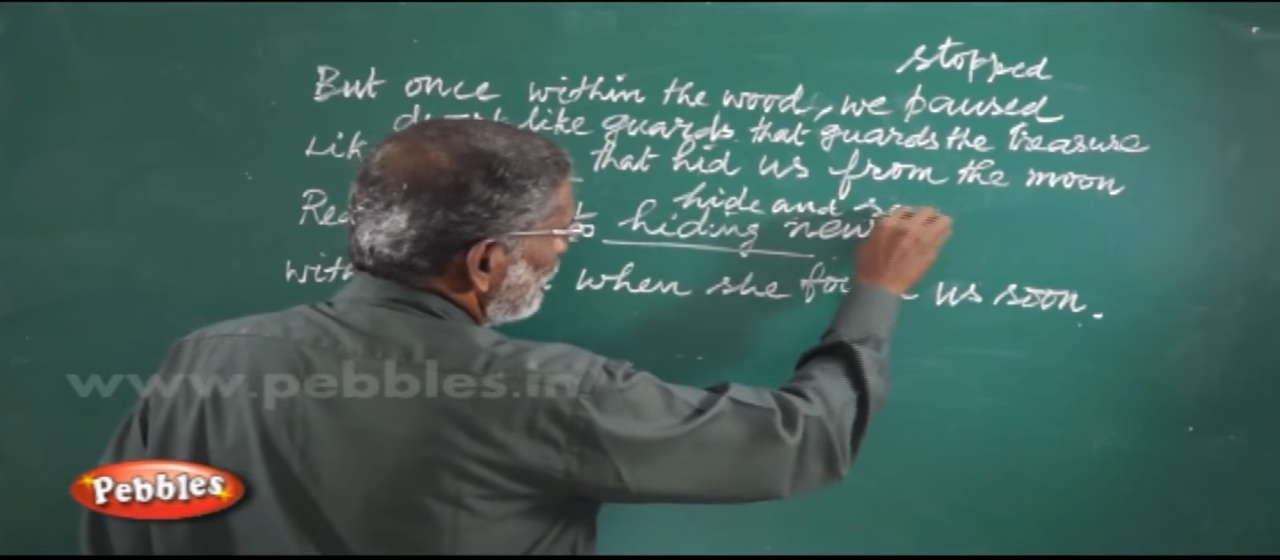 stopped
But once within the wood, we paused
like guards that guards the treasure
that hid us from the moon
hide and
hiding new
when she us soon.
www.pebbles.in
Pebbles